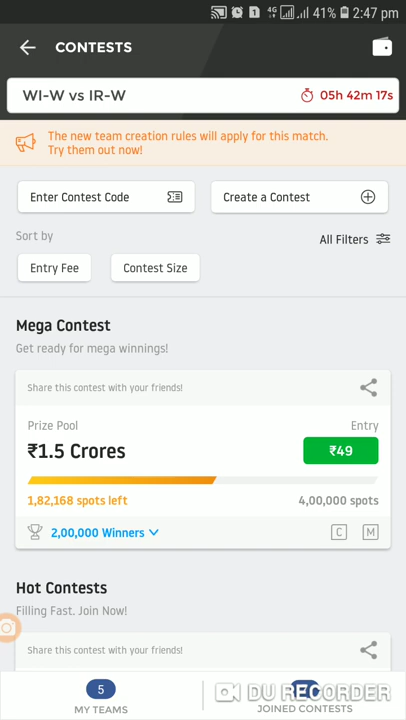 4G 41% 2:47 pm
CONTESTS
WI-W vs IR-W 05h 42m 17s
The new team creation rules will apply for this match.
Try them out now!
Enter Contest Code Create a Contest
Sort by
All Filters
Entry Fee Contest Size
Mega Contest
Get ready for mega winnings!
Share this contest with your friends!
Prize Pool Entry
₹1.5 Crores ₹49
1,82,168 spots left 4,00,000 spots
2,00,000 Winners C M
Hot Contests
Filling Fast. Join Now!
Share this contest with your friends!
5
DU RECORDER
MY TEAMS JOINED CONTESTS